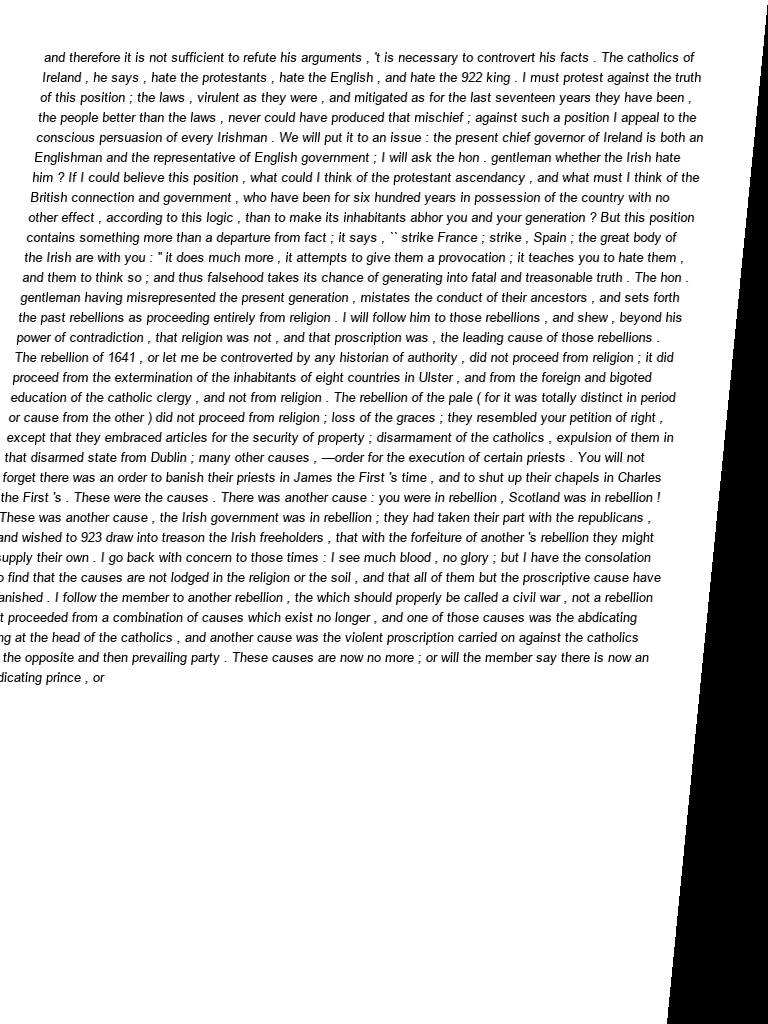 and therefore it is not sufficient to refute his arguments , 't is necessary to controvert his facts . The catholics of
Ireland , he says , hate the protestants , hate the English , and hate the 922 king . I must protest against the truth
of this position ; the laws , virulent as they were , and mitigated as for the last seventeen years they have been ,
the people better than the laws , never could have produced that mischief ; against such a position I appeal to the
conscious persuasion of every Irishman . We will put it to an issue : the present chief governor of Ireland is both an
Englishman and the representative of English government ; I will ask the hon . gentleman whether the Irish hate
him ? If I could believe this position , what could I think of the protestant ascendancy , and what must I think of the
British connection and government , who have been for six hundred years in possession of the country with no
other effect , according to this logic , than to make its inhabitants abhor you and your generation ? But this position
contains something more than a departure from fact ; it says , `` strike France ; strike , Spain ; the great body of
the Irish are with you : " it does much more , it attempts to give them a provocation ; it teaches you to hate them ,
and them to think so ; and thus falsehood takes its chance of generating into fatal and treasonable truth . The hon .
gentleman having misrepresented the present generation , mistates the conduct of their ancestors , and sets forth
the past rebellions as proceeding entirely from religion . I will follow him to those rebellions , and shew , beyond his
power of contradiction , that religion was not , and that proscription was , the leading cause of those rebellions .
The rebellion of 1641 , or let me be controverted by any historian of authority , did not proceed from religion ; it did
proceed from the extermination of the inhabitants of eight countries in Ulster , and from the foreign and bigoted
education of the catholic clergy , and not from religion . The rebellion of the pale ( for it was totally distinct in period
or cause from the other ) did not proceed from religion ; loss of the graces ; they resembled your petition of right ,
except that they embraced articles for the security of property ; disarmament of the catholics , expulsion of them in
that disarmed state from Dublin ; many other causes , —order for the execution of certain priests . You will not
forget there was an order to banish their priests in James the First 's time , and to shut up their chapels in Charles
the First 's . These were the causes . There was another cause : you were in rebellion , Scotland was in rebellion !
These was another cause , the Irish government was in rebellion ; they had taken their part with the republicans ,
and wished to 923 draw into treason the Irish freeholders , that with the forfeiture of another 's rebellion they might
supply their own . I go back with concern to those times : I see much blood , no glory ; but I have the consolation
o find that the causes are not lodged in the religion or the soil , and that all of them but the proscriptive cause have
anished . I follow the member to another rebellion , the which should properly be called a civil war , not a rebellion
t proceeded from a combination of causes which exist no longer , and one of those causes was the abdicating
ng at the head of the catholics , and another cause was the violent proscription carried on against the catholics
the opposite and then prevailing party . These causes are now no more ; or will the member say there is now an
dicating prince , or